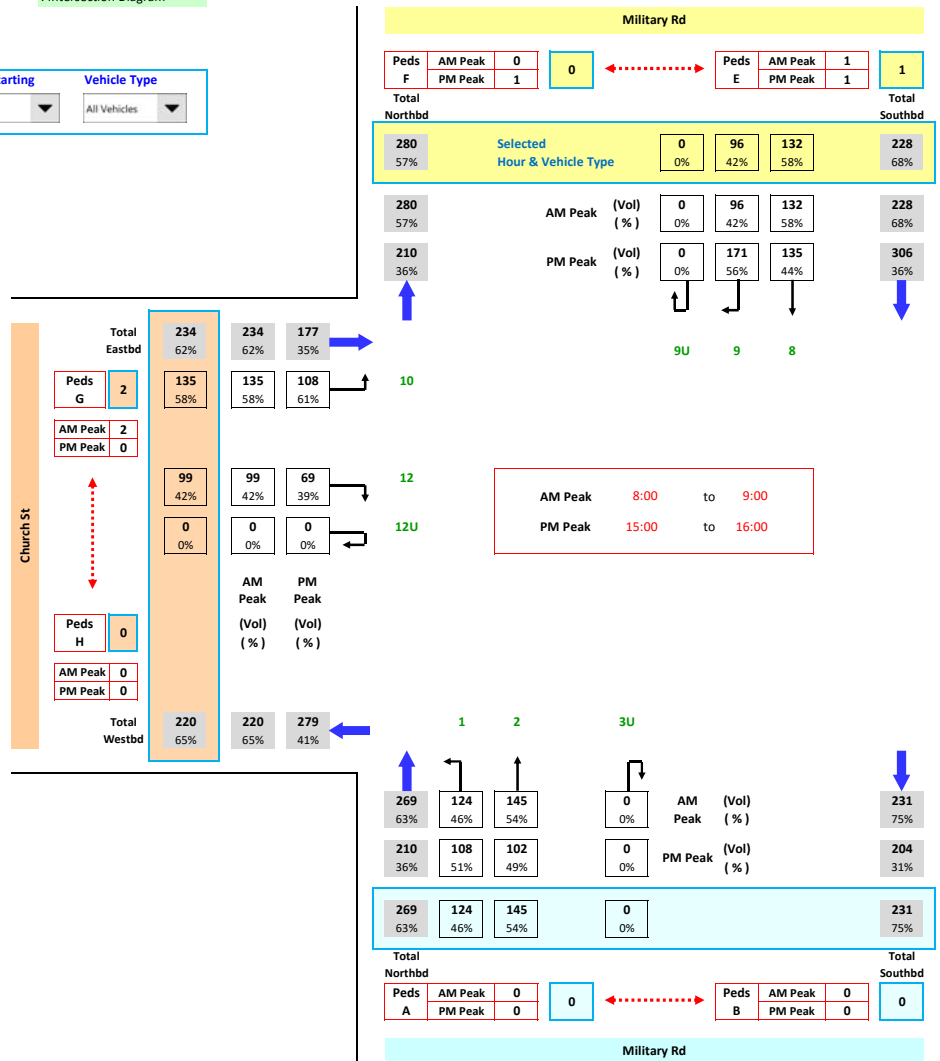 Intersection Diagram
Military Rd
arting Vehicle Type
All Vehicles
Peds AM Peak 0 0 Peds AM Peak 1 1
F PM Peak 1 E PM Peak 1
Total Total
Northbd Southbd
280 Selected 0 96 132 228
57% Hour & Vehicle Type 0% 42% 58% 68%
280 AM Peak (Vol) 0 96 132 228
57% ( % ) 0% 42% 58% 68%
210 PM Peak (Vol) 0 171 135 306
36% ( % ) 0% 56% 44% 36%
Total 234 234 177
Eastbd 62% 62% 35%
9U 9 8
Peds 2 135 135 108 10
G 58% 58% 61%
AM Peak 2
PM Peak 0
99 99 69 12
42% 42% 39%
0 0 0 12U
0% 0% 0%
AM Peak 8:00 to 9:00
PM Peak 15:00 to 16:00
Church St
AM PM
Peak Peak
(Vol) (Vol)
( % ) ( % )
Peds 0
H
AM Peak 0
PM Peak 0
Total 220 220 279
Westbd 65% 65% 41%
1 2 3U
269 124 145 0 AM (Vol) 231
63% 46% 54% 0% Peak ( % ) 75%
210 108 102 0 PM Peak (Vol) 204
36% 51% 49% 0% ( % ) 31%
269 124 145 0 231
63% 46% 54% 0% 75%
Total Total
Northbd Southbd
Peds AM Peak 0 0 Peds AM Peak 0 0
A PM Peak 0 B PM Peak 0
Military Rd